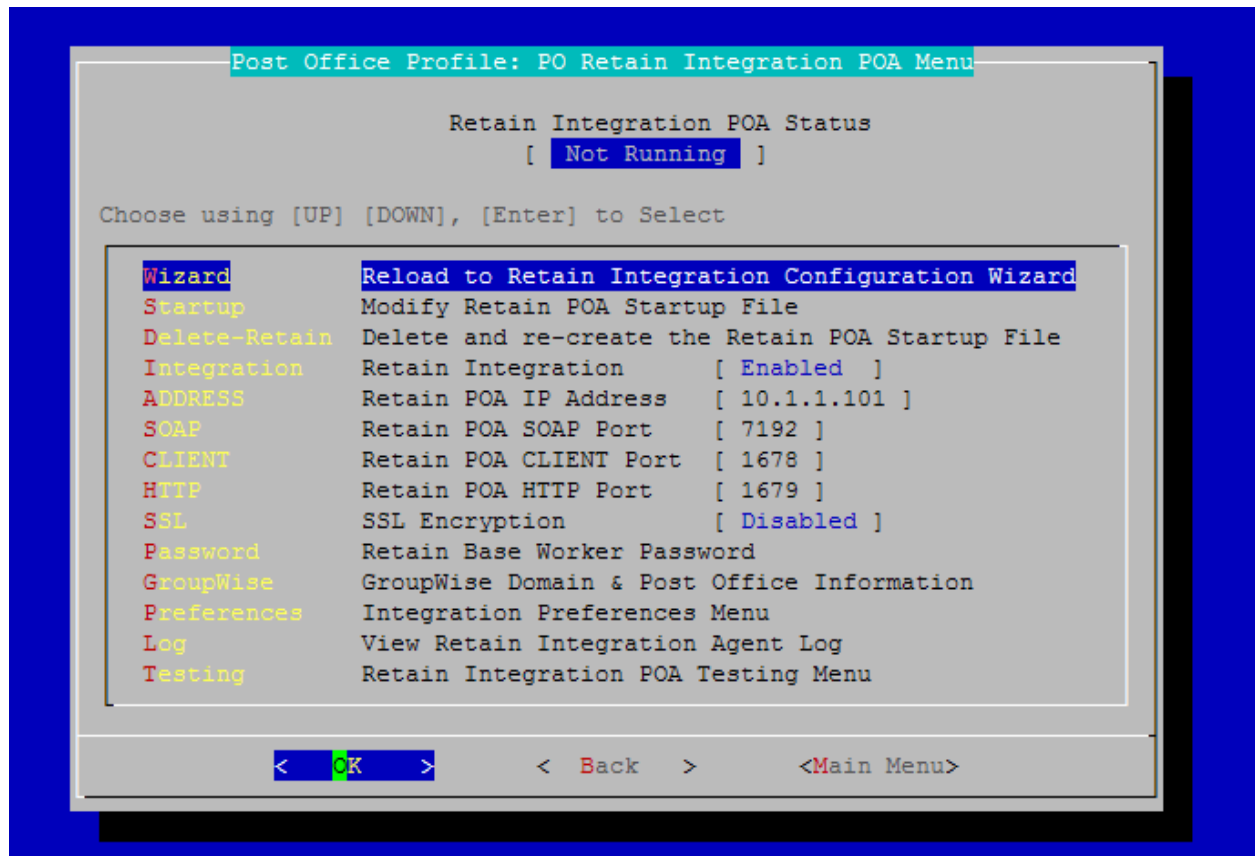 Post Office Profile: PO Retain Integration POA Menu
Retain Integration POA Status
[ Not Running ]
Choose using [UP] [DOWN], [Enter] to Select
Wizard Reload to Retain Integration Configuration Wizard
Startup Modify Retain POA Startup File
Delete-Retain Delete and re-create the Retain POA Startup File
Integration Retain Integration [ Enabled ]
ADDRESS Retain POA IP Address [ 10.1.1.101 ]
SOAP Retain POA SOAP Port [ 7192 ]
CLIENT Retain POA CLIENT Port [ 1678 ]
HTTP Retain POA HTTP Port [ 1679 ]
SSL SSL Encryption [ Disabled ]
Password Retain Base Worker Password
GroupWise GroupWise Domain & Post Office Information
Preferences Integration Preferences Menu
Log View Retain Integration Agent Log
Testing Retain Integration POA Testing Menu
< OK > < Back > <Main Menu>